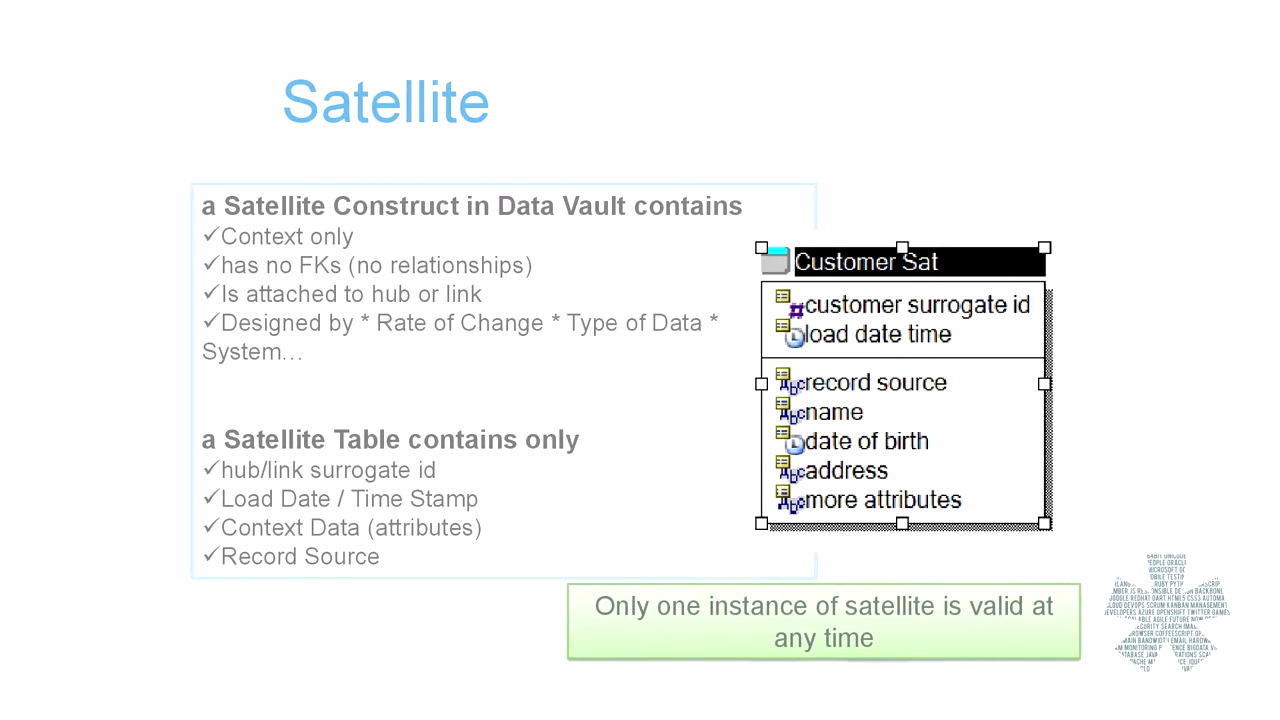 Satellite
a Satellite Construct in Data Vault contains
✓Context only
✓has no FKs (no relationships)
✓Is attached to hub or link
✓Designed by * Rate of Change * Type of Data *
System…
a Satellite Table contains only
✓hub/link surrogate id
✓Load Date / Time Stamp
✓Context Data (attributes)
✓Record Source
Customer Sat
customer surrogate id
load date time
record source
name
date of birth
address
more attributes
Only one instance of satellite is valid at
any time